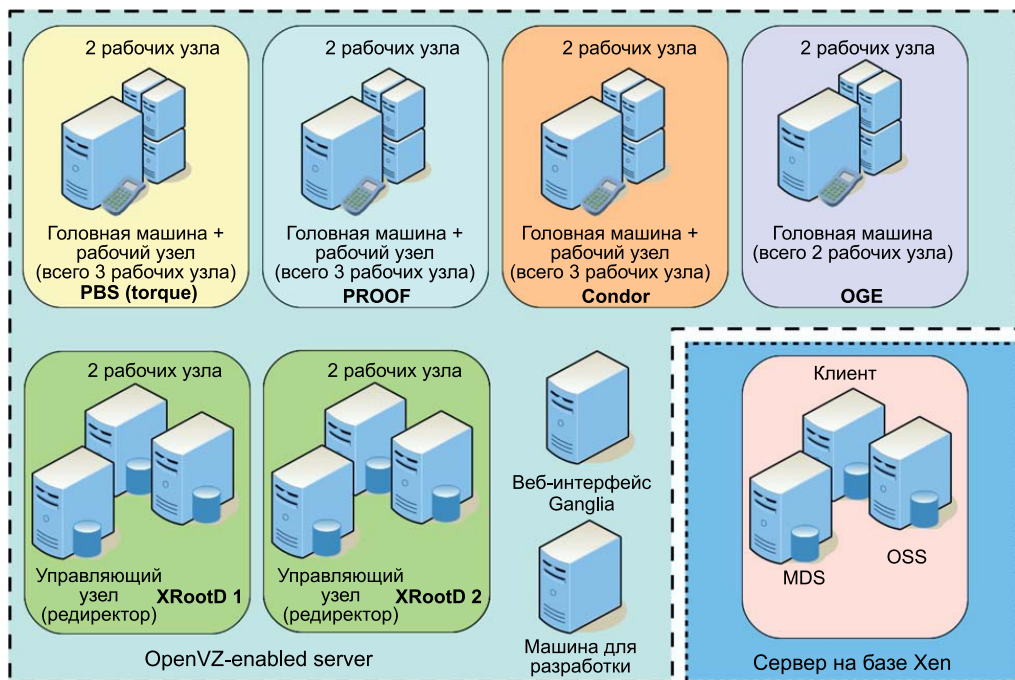 2 рабочих узла
Головная машина +
рабочий узел
(всего 3 рабочих узла)
PBS (torque)
2 рабочих узла
Головная машина +
рабочий узел
(всего 3 рабочих узла)
PROOF
2 рабочих узла
Головная машина +
рабочий узел
(всего 3 рабочих узла)
Condor
2 рабочих узла
Головная машина
(всего 2 рабочих узла)
OGE
2 рабочих узла
Управляющий
узел
(редиректор)
XRootD 1
2 рабочих узла
Управляющий
узел
(редиректор)
XRootD 2
Веб-интерфейс
Ganglia
Машина для
разработки
OpenVZ-enabled server
Клиент
MDS
OSS
Сервер на базе Xen